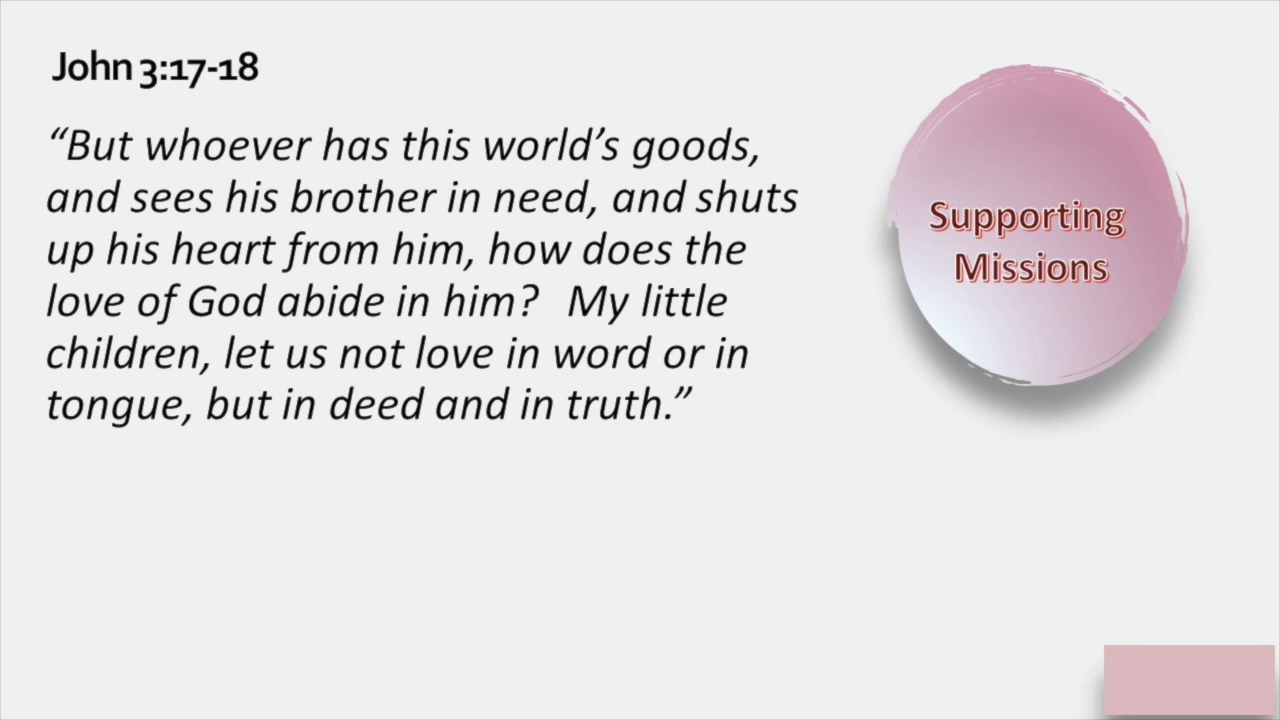 John 3:17-18
“But whoever has this world’s goods,
and sees his brother in need, and shuts
up his heart from him, how does the
love of God abide in him?   My little
children, let us not love in word or in
tongue, but in deed and in truth.”
Supporting
Missions